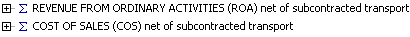 Σ REVENUE FROM ORDINARY ACTIVITIES (ROA) net of subcontracted transport
Σ COST OF SALES (COS) net of subcontracted transport